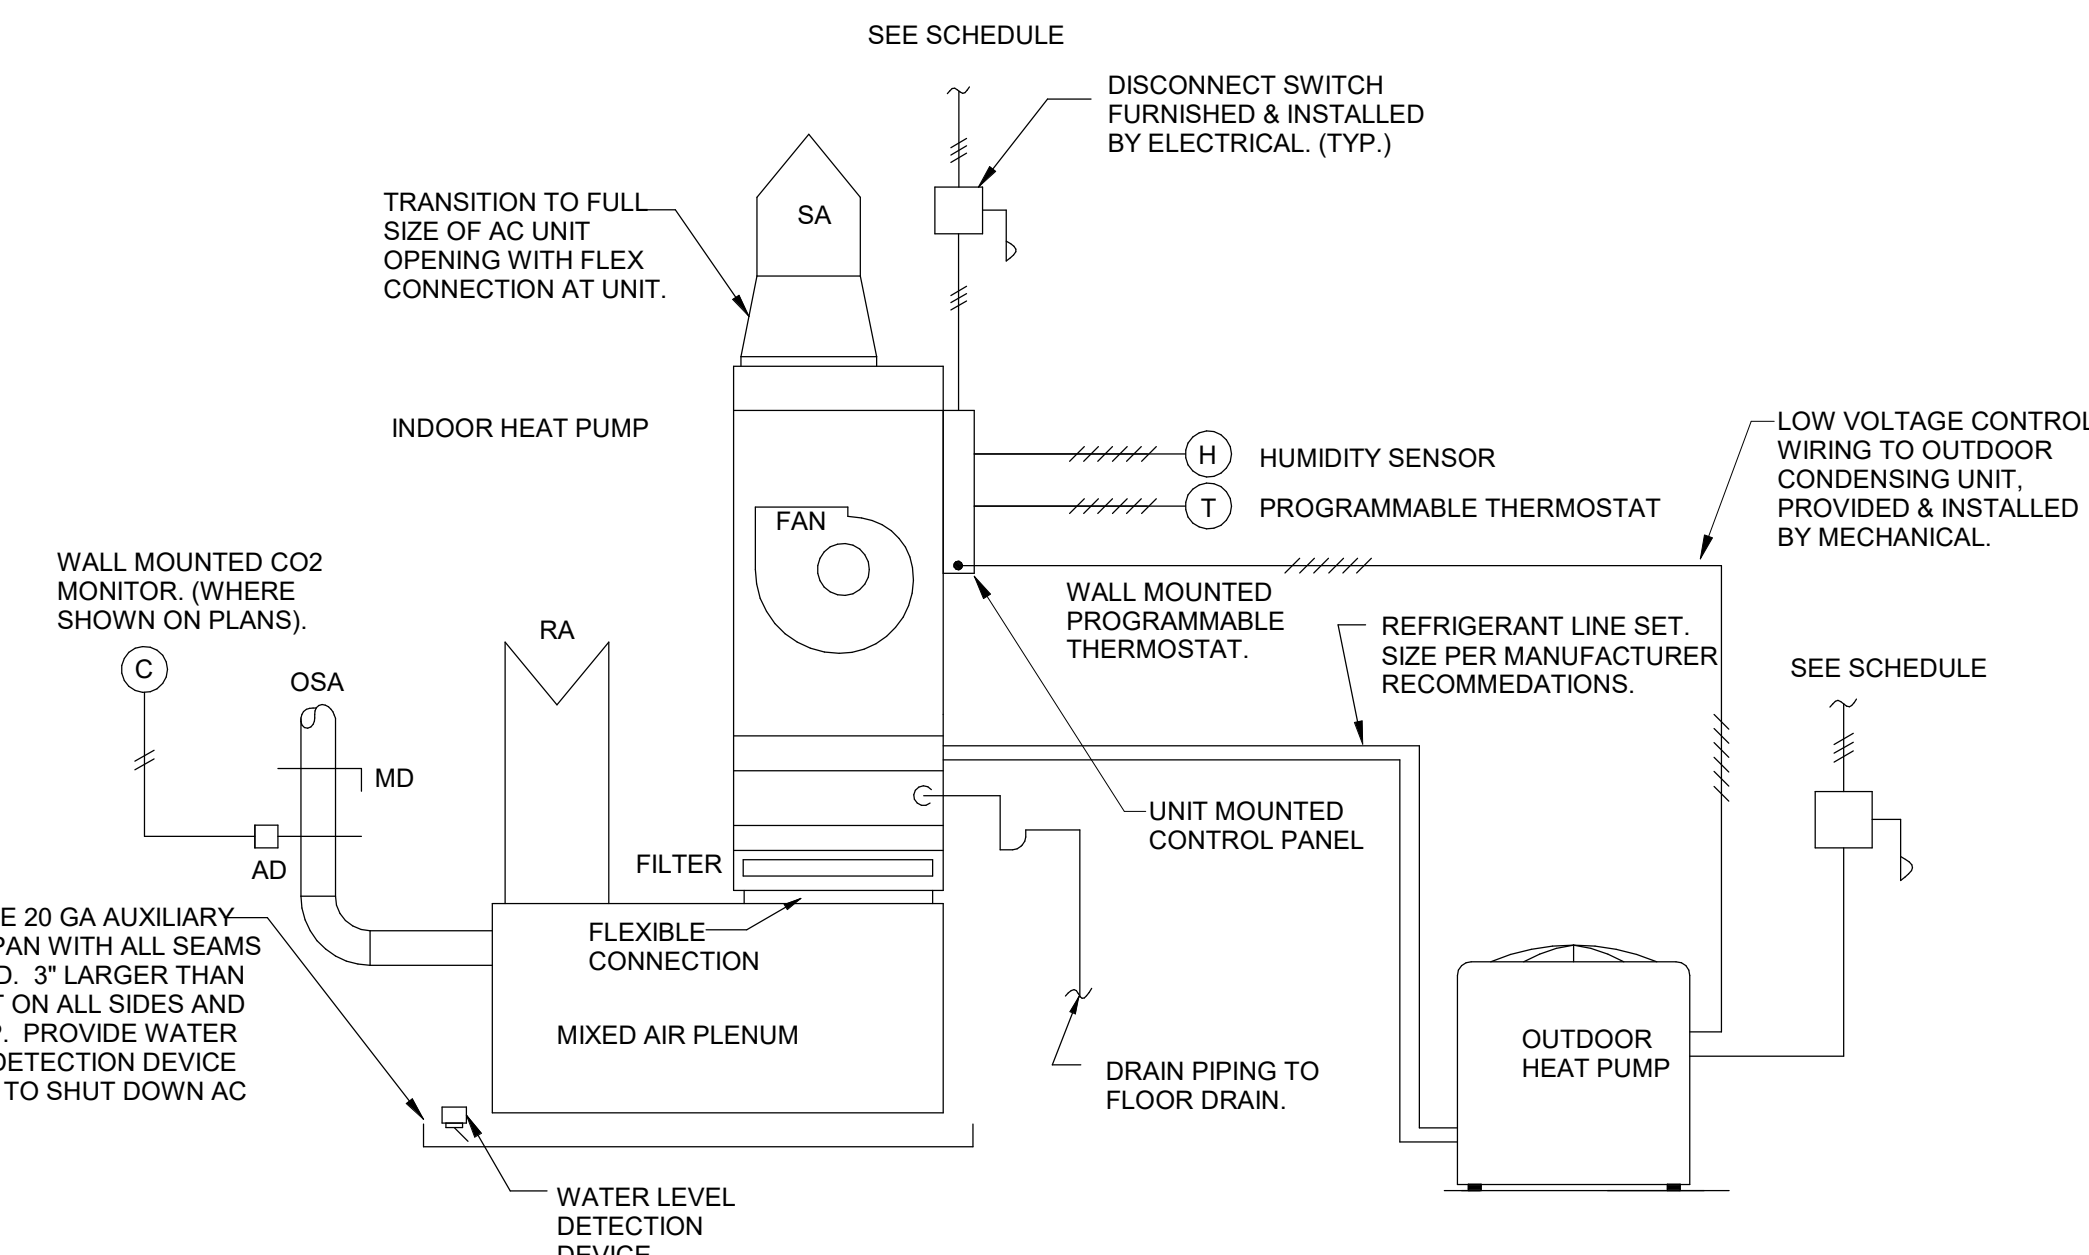 SEE SCHEDULE
DISCONNECT SWITCH
FURNISHED & INSTALLED
BY ELECTRICAL. (TYP.)
TRANSITION TO FULL
SIZE OF AC UNIT
OPENING WITH FLEX
CONNECTION AT UNIT.
SA
INDOOR HEAT PUMP
H
HUMIDITY SENSOR
T
PROGRAMMABLE THERMOSTAT
LOW VOLTAGE CONTROL
WIRING TO OUTDOOR
CONDENSING UNIT,
PROVIDED & INSTALLED
BY MECHANICAL.
FAN
WALL MOUNTED CO2
MONITOR. (WHERE
SHOWN ON PLANS).
C
OSA
RA
WALL MOUNTED
PROGRAMMABLE
THERMOSTAT.
REFRIGERANT LINE SET.
SIZE PER MANUFACTURER
RECOMMEDATIONS.
SEE SCHEDULE
MD
AD
UNIT MOUNTED
CONTROL PANEL
FILTER
E 20 GA AUXILIARY
PAN WITH ALL SEAMS
D. 3" LARGER THAN
T ON ALL SIDES AND
P. PROVIDE WATER
DETECTION DEVICE
TO SHUT DOWN AC
FLEXIBLE
CONNECTION
MIXED AIR PLENUM
DRAIN PIPING TO
FLOOR DRAIN.
OUTDOOR
HEAT PUMP
WATER LEVEL
DETECTION
DEVICE